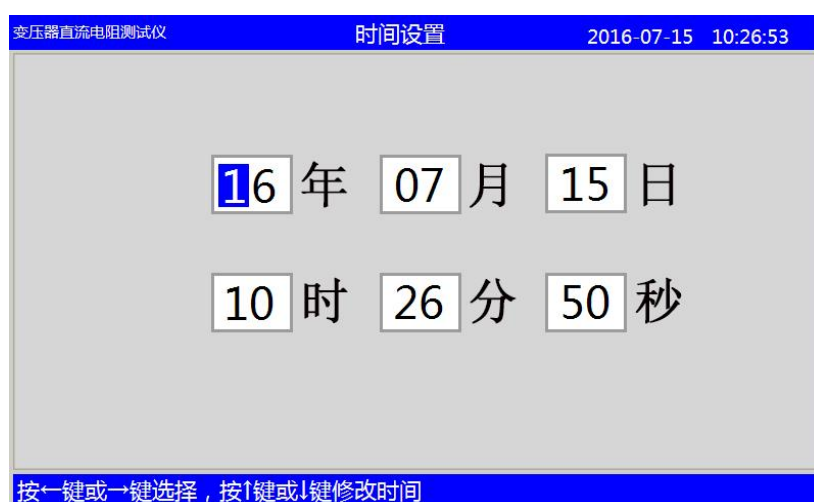 变压器直流电阻测试仪 时间设置 2016-07-15 10:26:53
16 年 07 月 15 日
10 时 26 分 50 秒
按←键或→键选择，按↑键或↓键修改时间